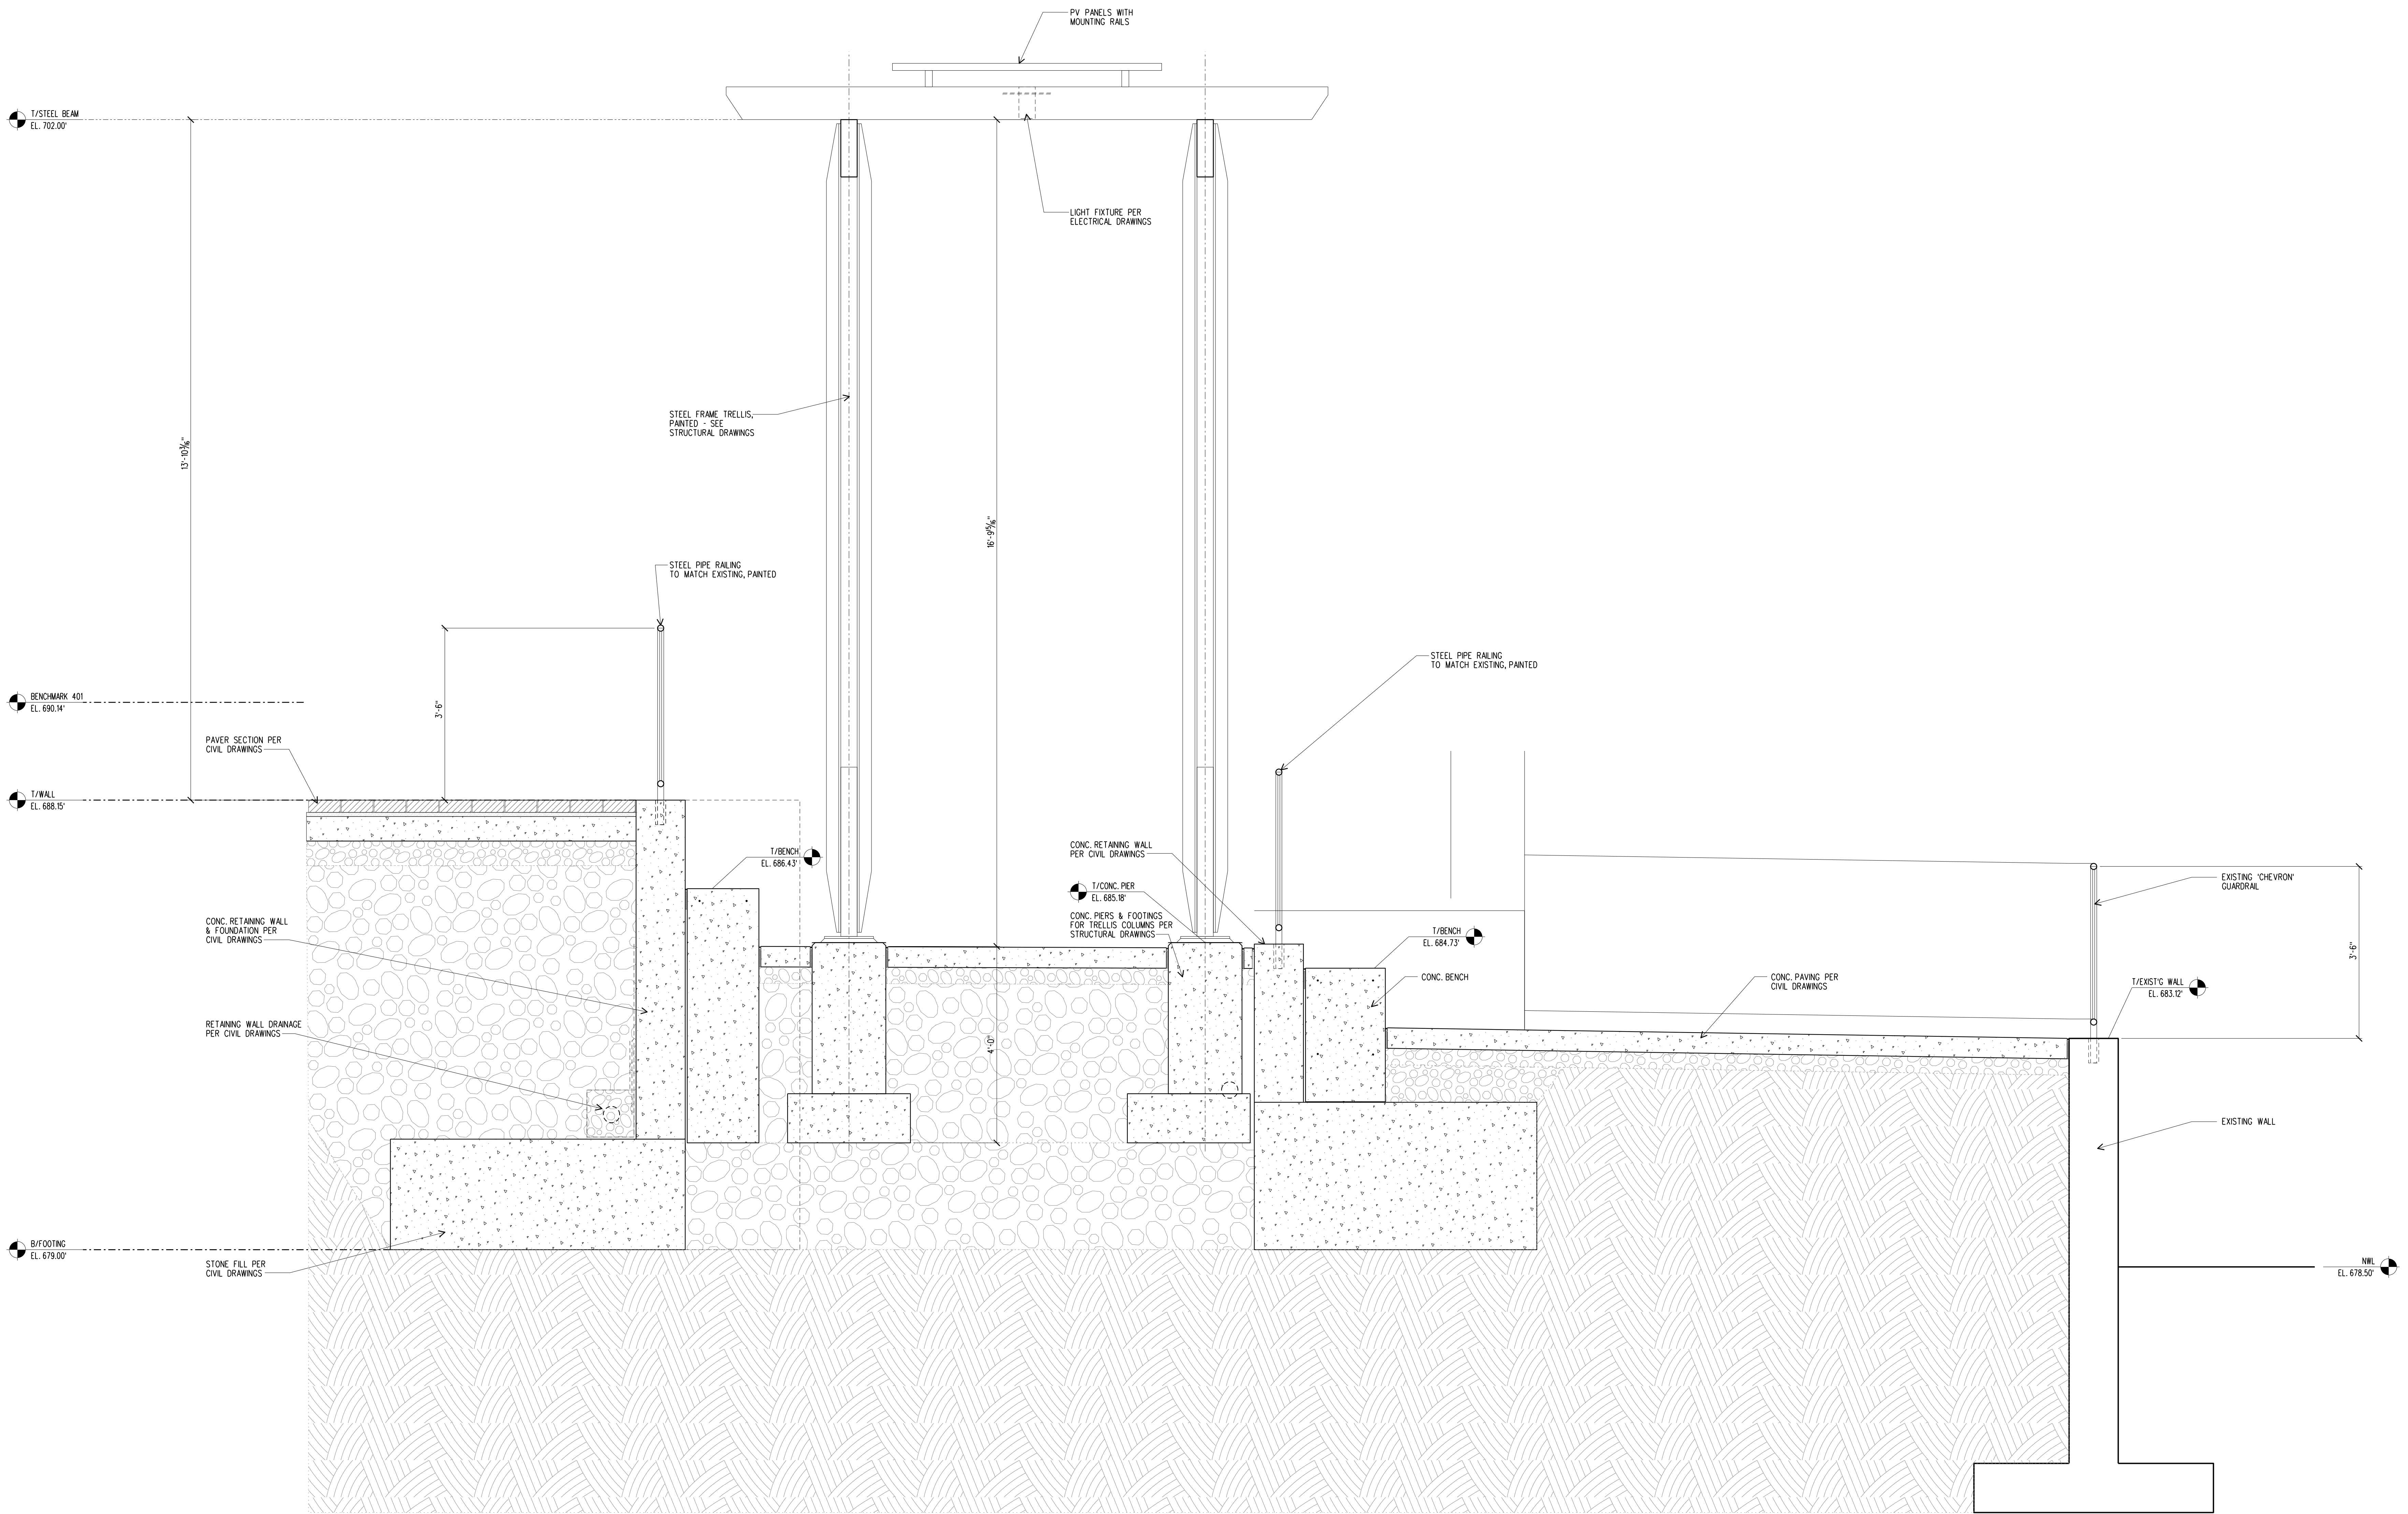 PV PANELS WITH
MOUNTING RAILS
T/STEEL BEAM
EL. 702.00'
LIGHT FIXTURE PER
ELECTRICAL DRAWINGS
STEEL FRAME TRELLIS,
PAINTED - SEE
STRUCTURAL DRAWINGS
13'-10 3/16"
16'-9 15/16"
STEEL PIPE RAILING
TO MATCH EXISTING, PAINTED
STEEL PIPE RAILING
TO MATCH EXISTING, PAINTED
BENCHMARK 401
EL. 690.14'
3'-6"
PAVER SECTION PER
CIVIL DRAWINGS
T/WALL
EL. 688.15'
T/BENCH
EL. 686.43'
CONC. RETAINING WALL
PER CIVIL DRAWINGS
T/CONC. PIER
EL. 685.18'
CONC. PIERS & FOOTINGS
FOR TRELLIS COLUMNS PER
STRUCTURAL DRAWINGS
EXISTING 'CHEVRON'
GUARDRAIL
CONC. RETAINING WALL
& FOUNDATION PER
CIVIL DRAWINGS
T/BENCH
EL. 684.73'
3'-6"
CONC. BENCH
CONC. PAVING PER
CIVIL DRAWINGS
T/EXIST'G WALL
EL. 683.12'
RETAINING WALL DRAINAGE
PER CIVIL DRAWINGS
4'-0"
EXISTING WALL
B/FOOTING
EL. 679.00'
STONE FILL PER
CIVIL DRAWINGS
NWL
EL. 678.50'